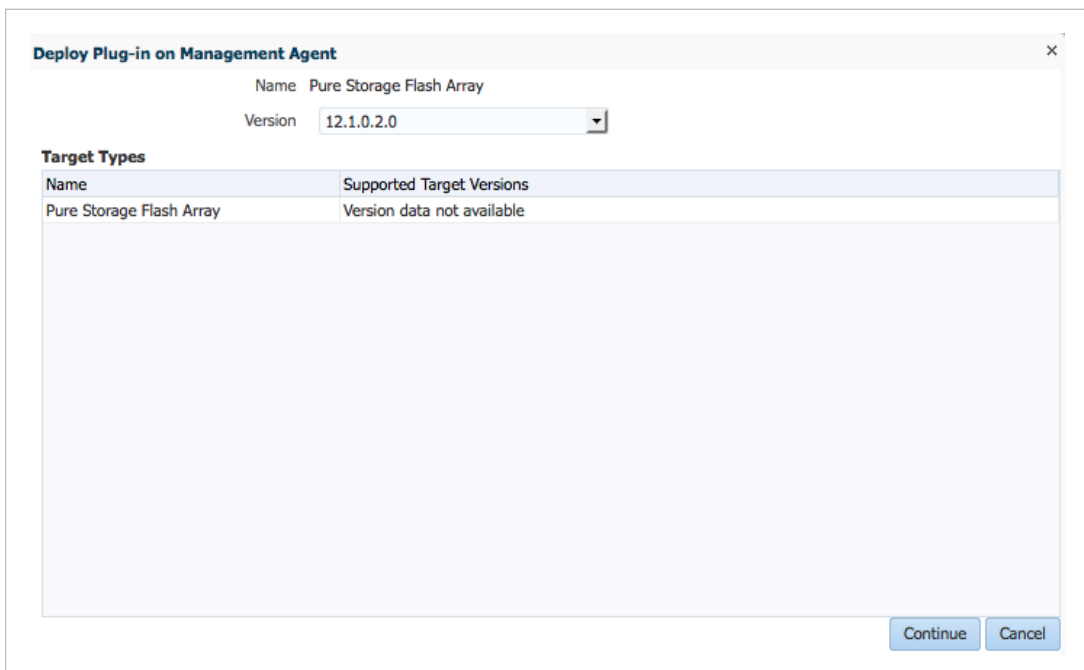 Deploy Plug-in on Management Agent
Name Pure Storage Flash Array
Version 12.1.0.2.0
Target Types
Name Supported Target Versions
Pure Storage Flash Array Version data not available
Continue Cancel